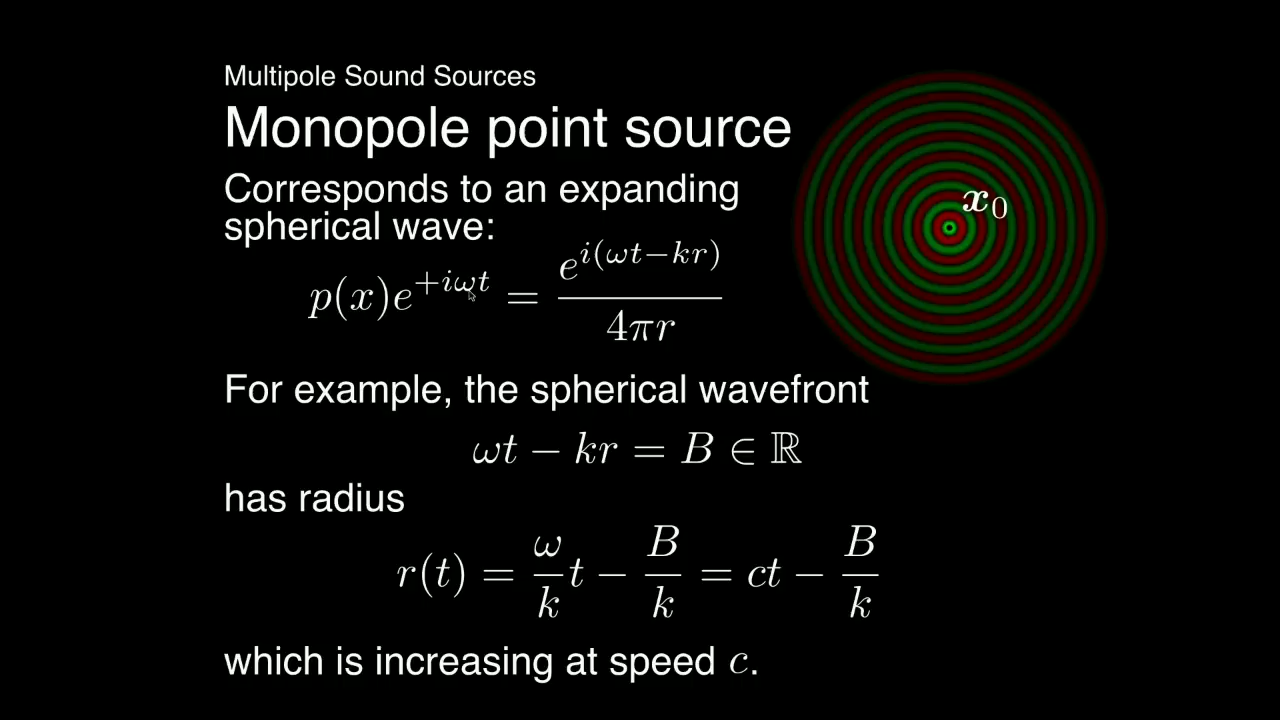 Multipole Sound Sources
Monopole point source
Corresponds to an expanding
spherical wave:
x₀
p(x)e^{+iωt} = e^{i(ωt−kr)} / 4πr
For example, the spherical wavefront
ωt − kr = B ∈ ℝ
has radius
r(t) = ω/k t − B/k = ct − B/k
which is increasing at speed c.